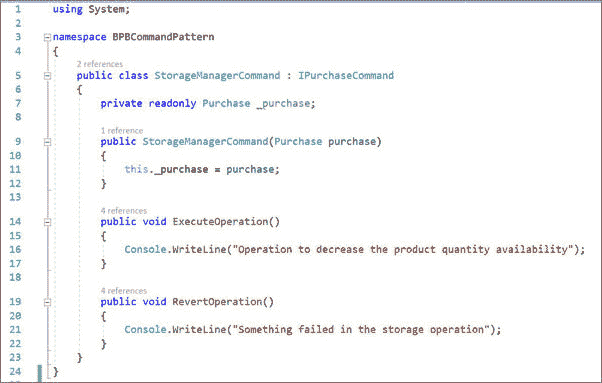 1 using System;
2
3 namespace BPBCommandPattern
4 {
2 references
5 public class StorageManagerCommand : IPurchaseCommand
6 {
7 private readonly Purchase _purchase;
8
1 reference
9 public StorageManagerCommand(Purchase purchase)
10 {
11 this._purchase = purchase;
12 }
13
4 references
14 public void ExecuteOperation()
15 {
16 Console.WriteLine("Operation to decrease the product quantity availability");
17 }
18
4 references
19 public void RevertOperation()
20 {
21 Console.WriteLine("Something failed in the storage operation");
22 }
23 }
24 }